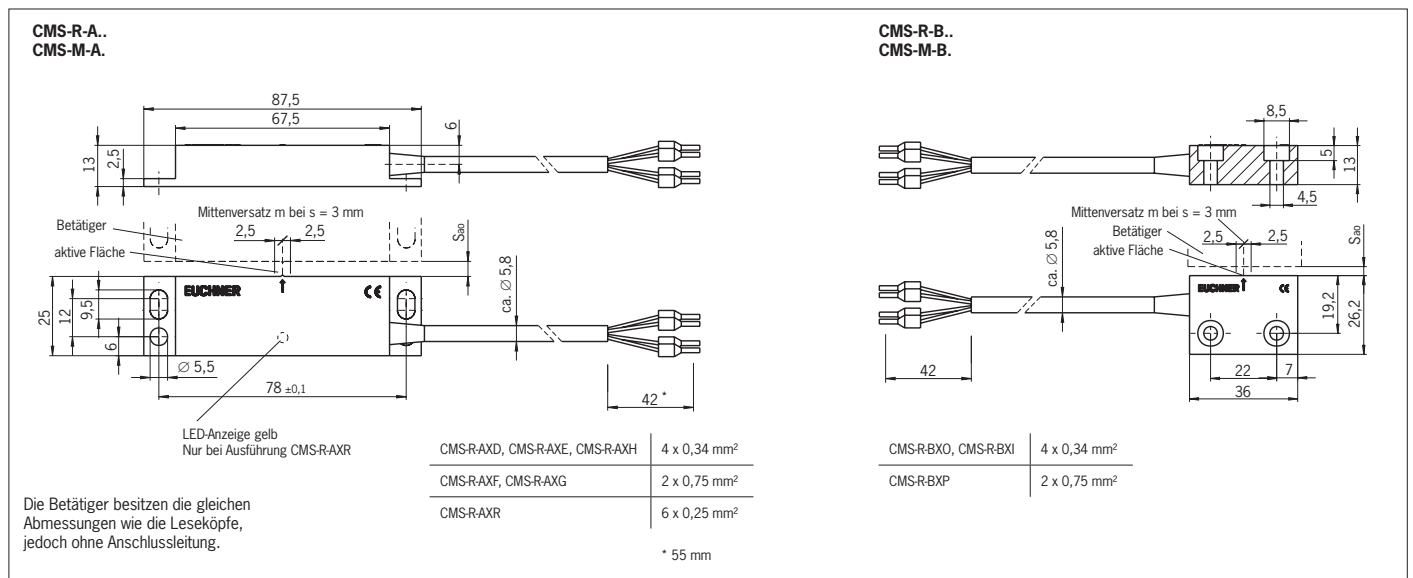 CMS-R-A..
CMS-M-A.
87,5
67,5
6
13
2,5
Mittenversatz m bei s = 3 mm
Betätiger
2,5
2,5
aktive Fläche
Sao
ca. ∅ 5,8
EUCHNER
CE
25
12
9,5
6
∅ 5,5
78 ±0,1
42 *
LED-Anzeige gelb
Nur bei Ausführung CMS-R-AXR
CMS-R-AXD, CMS-R-AXE, CMS-R-AXH 4 x 0,34 mm²
CMS-R-AXF, CMS-R-AXG 2 x 0,75 mm²
CMS-R-AXR 6 x 0,25 mm²
* 55 mm
Die Betätiger besitzen die gleichen
Abmessungen wie die Leseköpfe,
jedoch ohne Anschlussleitung.
CMS-R-B..
CMS-M-B.
8,5
5
13
4,5
Mittenversatz m bei s = 3 mm
Betätiger
aktive Fläche
2,5
2,5
Sao
ca. ∅ 5,8
EUCHNER
CE
19,2
26,2
42
22
7
36
CMS-R-BXO, CMS-R-BXI 4 x 0,34 mm²
CMS-R-BXP 2 x 0,75 mm²